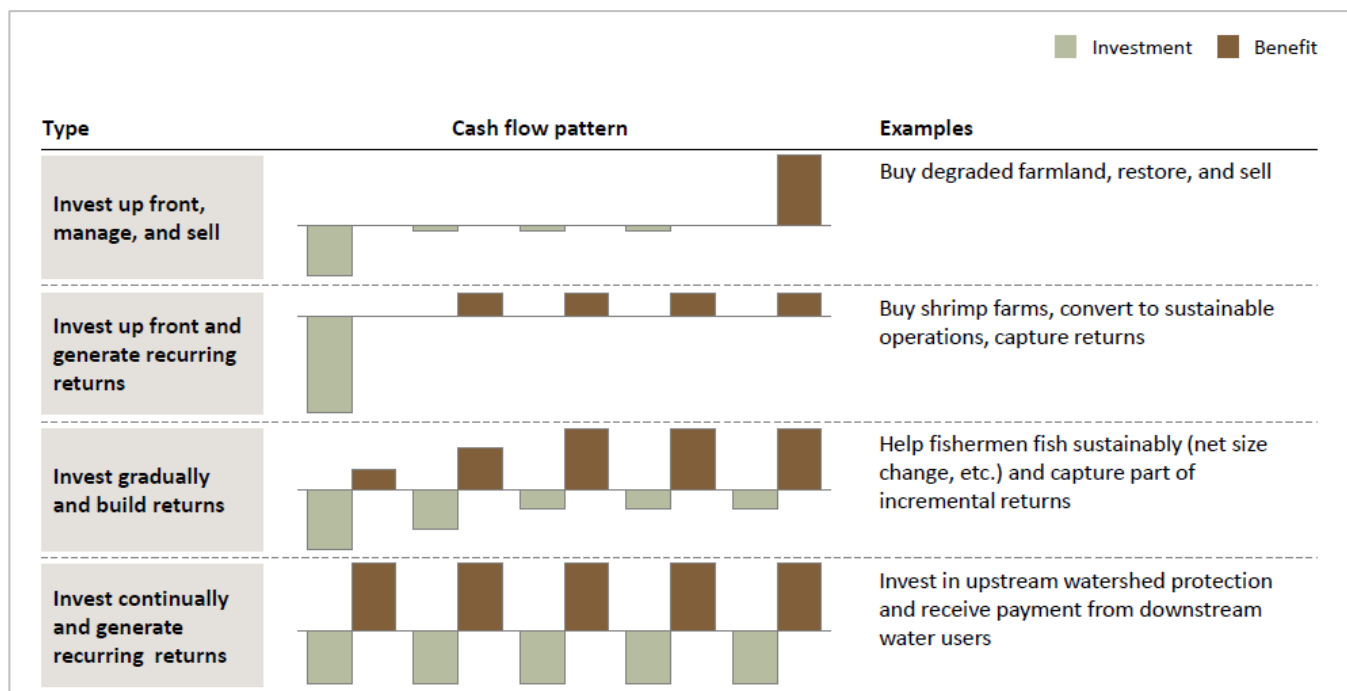 Investment
Benefit
Type
Cash flow pattern
Examples
Invest up front,
manage, and sell
Buy degraded farmland, restore, and sell
Invest up front and
generate recurring
returns
Buy shrimp farms, convert to sustainable
operations, capture returns
Invest gradually
and build returns
Help fishermen fish sustainably (net size
change, etc.) and capture part of
incremental returns
Invest continually
and generate
recurring returns
Invest in upstream watershed protection
and receive payment from downstream
water users